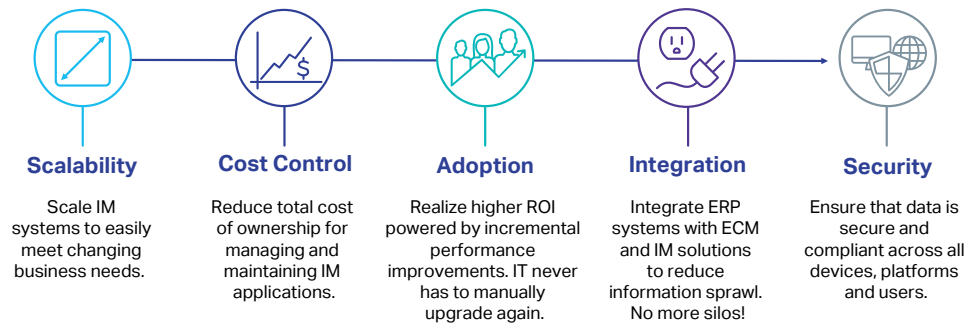 $
Scalability
Scale IM
systems to easily
meet changing
business needs.
Cost Control
Reduce total cost
of ownership for
managing and
maintaining IM
applications.
Adoption
Realize higher ROI
powered by incremental
performance
improvements. IT never
has to manually
upgrade again.
Integration
Integrate ERP
systems with ECM
and IM solutions
to reduce
information sprawl.
No more silos!
Security
Ensure that data is
secure and
compliant across all
devices, platforms
and users.